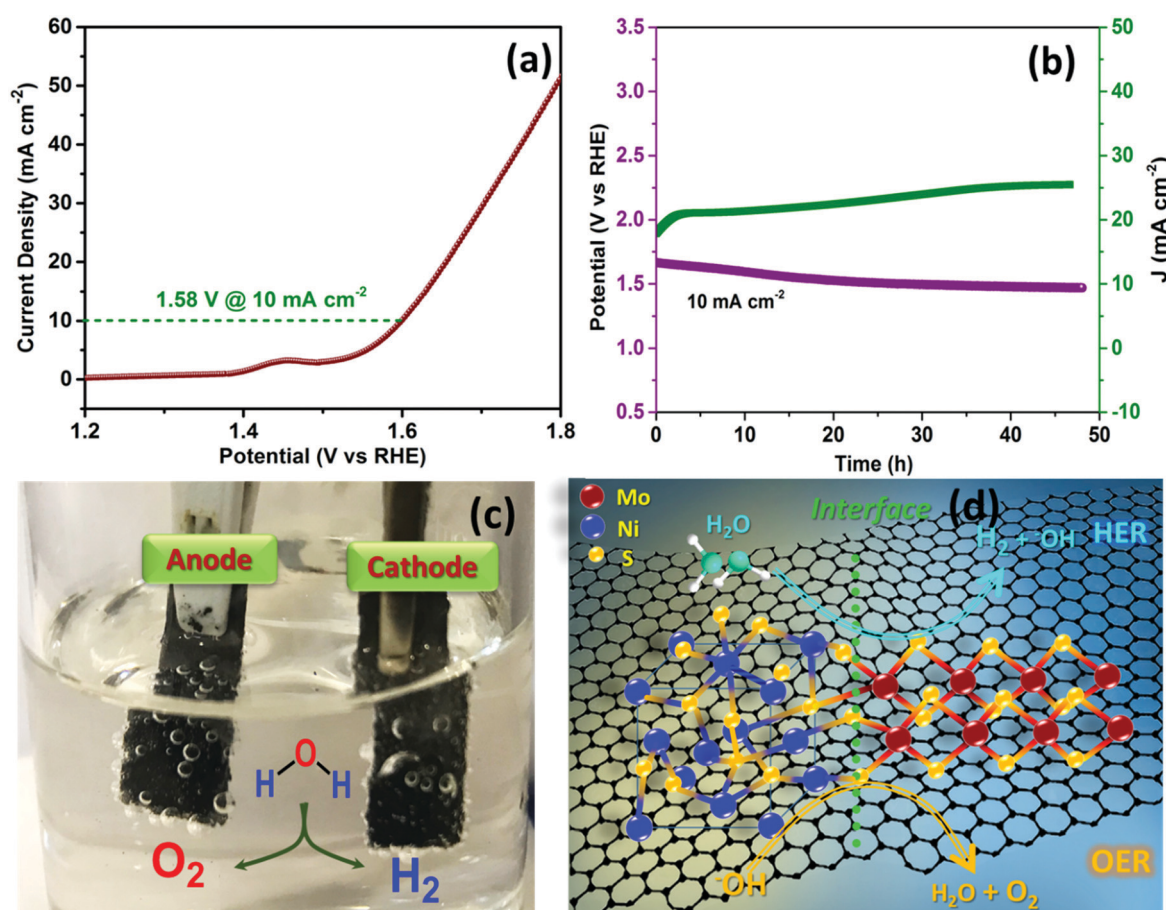 (a)
60
50
40
30
20
10
0
Current Density (mA cm⁻²)
1.58 V @ 10 mA cm⁻²
1.2
1.4
1.6
1.8
Potential (V vs RHE)
(b)
3.5
3.0
2.5
2.0
1.5
1.0
0.5
Potential (V vs RHE)
10 mA cm⁻²
50
40
30
20
10
0
-10
J (mA cm⁻²)
0
10
20
30
40
50
Time (h)
(c)
Anode
Cathode
O
H H
O₂
H₂
(d)
Mo
Ni
S
H₂O
Interface
H₂ + ⁻OH
HER
⁻OH
H₂O + O₂
OER